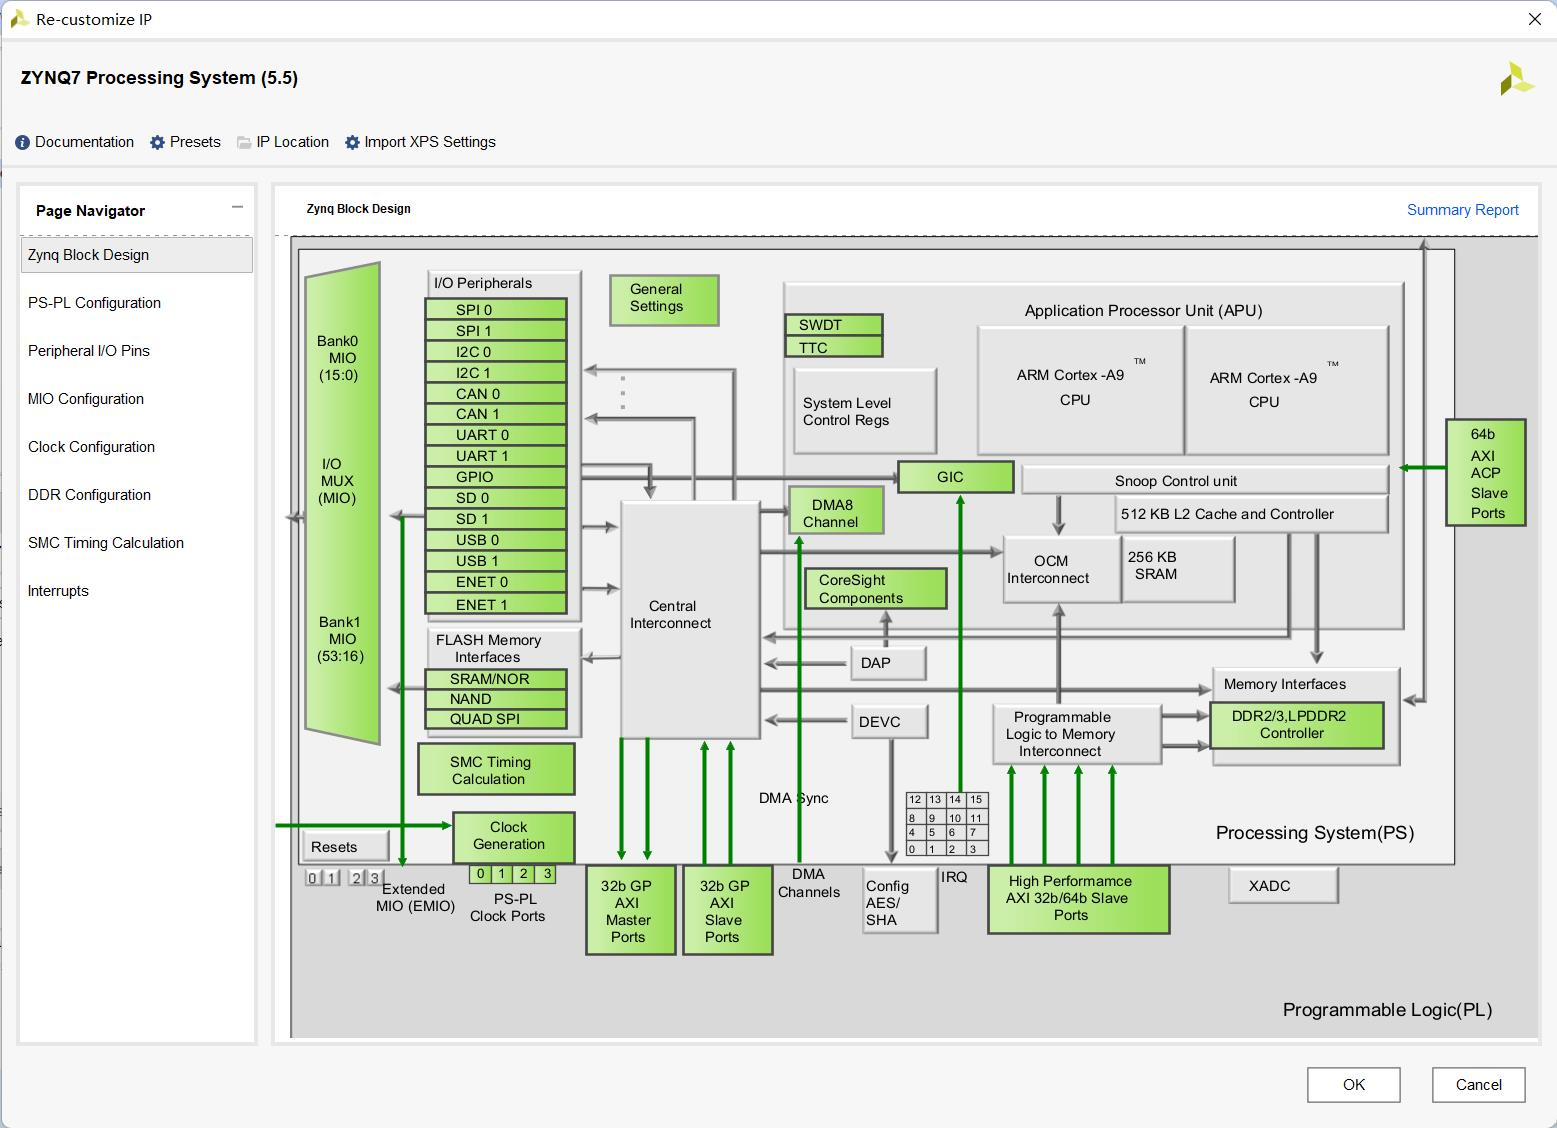 Re-customize IP
ZYNQ7 Processing System (5.5)
Documentation
Presets
IP Location
Import XPS Settings
Page Navigator
Zynq Block Design
PS-PL Configuration
Peripheral I/O Pins
MIO Configuration
Clock Configuration
DDR Configuration
SMC Timing Calculation
Interrupts
Zynq Block Design
Summary Report
Bank0
MIO
(15:0)
I/O
MUX
(MIO)
Bank1
MIO
(53:16)
I/O Peripherals
SPI 0
SPI 1
I2C 0
I2C 1
CAN 0
CAN 1
UART 0
UART 1
GPIO
SD 0
SD 1
USB 0
USB 1
ENET 0
ENET 1
FLASH Memory
Interfaces
SRAM/NOR
NAND
QUAD SPI
SMC Timing
Calculation
Clock
Generation
0 1 2 3
PS-PL
Clock Ports
Resets
0 1 2 3
Extended
MIO (EMIO)
General
Settings
Central
Interconnect
32b GP
AXI
Master
Ports
32b GP
AXI
Slave
Ports
DMA Sync
DMA
Channels
Application Processor Unit (APU)
SWDT
TTC
System Level
Control Regs
ARM Cortex -A9 TM
CPU
ARM Cortex -A9 TM
CPU
GIC
Snoop Control unit
DMA8
Channel
512 KB L2 Cache and Controller
OCM
Interconnect
256 KB
SRAM
CoreSight
Components
DAP
DEVC
Programmable
Logic to Memory
Interconnect
Memory Interfaces
DDR2/3,LPDDR2
Controller
64b
AXI
ACP
Slave
Ports
12 13 14 15
8 9 10 11
4 5 6 7
0 1 2 3
IRQ
Config
AES/
SHA
High Performamce
AXI 32b/64b Slave
Ports
XADC
Processing System(PS)
Programmable Logic(PL)
OK
Cancel